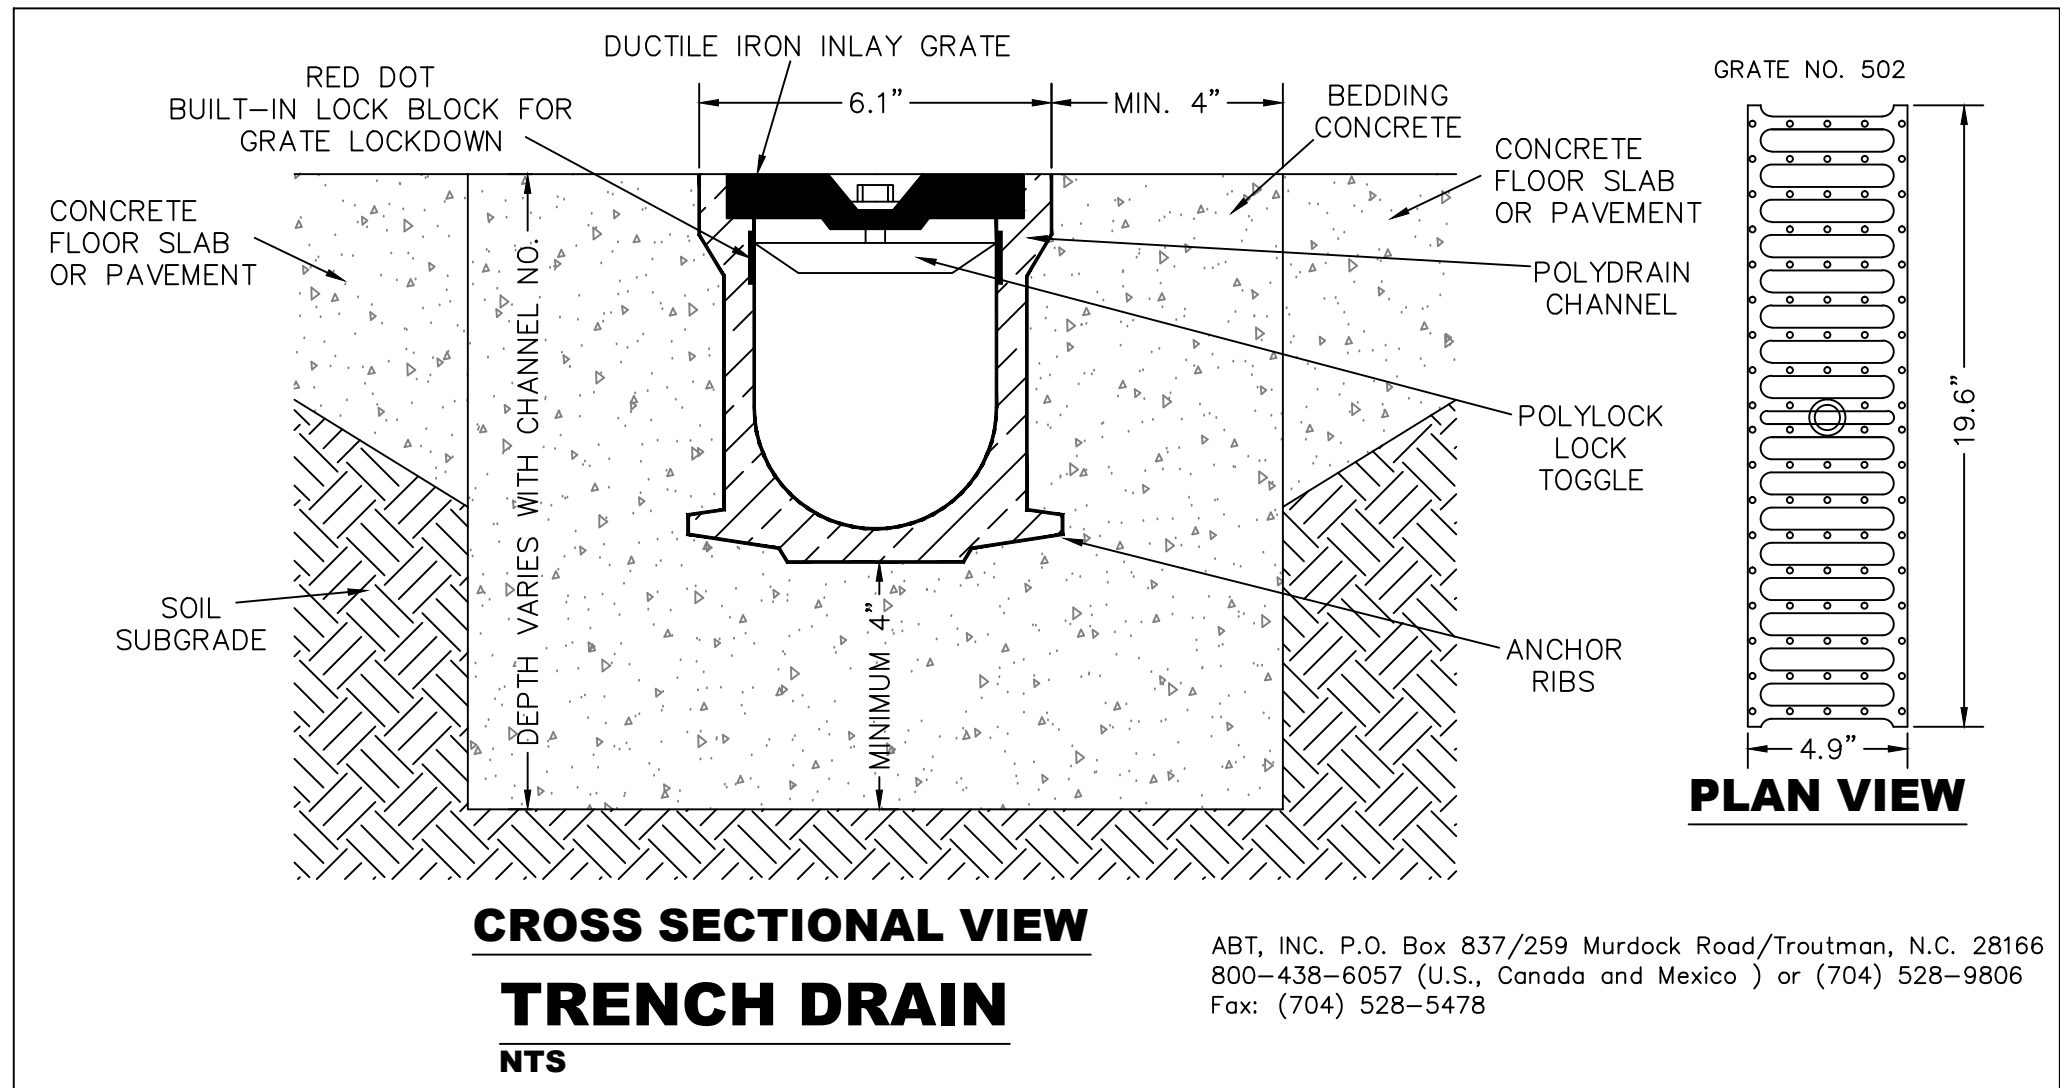 DUCTILE IRON INLAY GRATE
RED DOT
BUILT-IN LOCK BLOCK FOR
GRATE LOCKDOWN
6.1"
MIN. 4"
BEDDING
CONCRETE
CONCRETE
FLOOR SLAB
OR PAVEMENT
CONCRETE
FLOOR SLAB
OR PAVEMENT
DEPTH VARIES WITH CHANNEL NO.
POLYDRAIN
CHANNEL
POLYLOCK
LOCK
TOGGLE
SOIL
SUBGRADE
MINIMUM 4"
ANCHOR
RIBS
GRATE NO. 502
19.6"
4.9"
PLAN VIEW
CROSS SECTIONAL VIEW
TRENCH DRAIN
NTS
ABT, INC. P.O. Box 837/259 Murdock Road/Troutman, N.C. 28166
800-438-6057 (U.S., Canada and Mexico ) or (704) 528-9806
Fax: (704) 528-5478